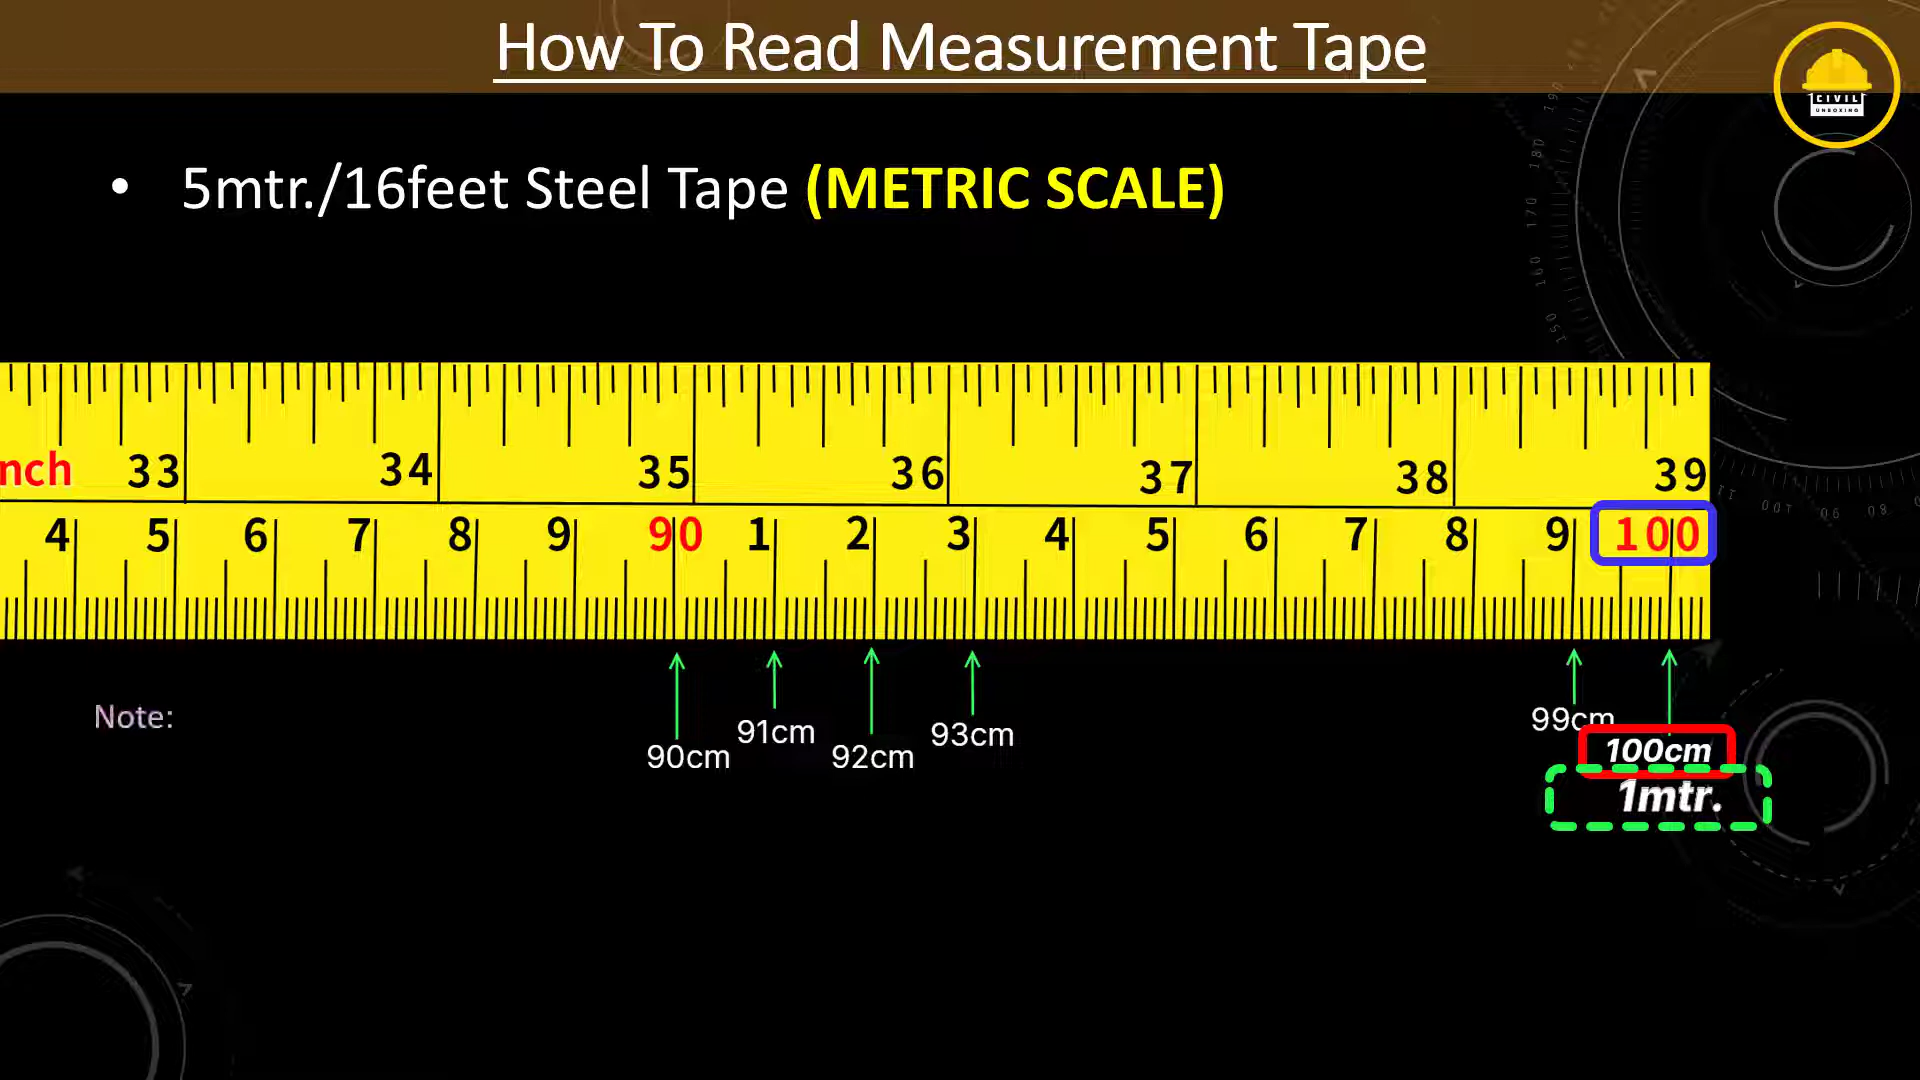 How To Read Measurement Tape
CIVIL
UNBOXING
• 5mtr./16feet Steel Tape (METRIC SCALE)
nch 33 34 35 36 37 38 39
4 5 6 7 8 9 90 1 2 3 4 5 6 7 8 9 100
Note:
90cm 91cm 92cm 93cm 99cm
100cm
1mtr.